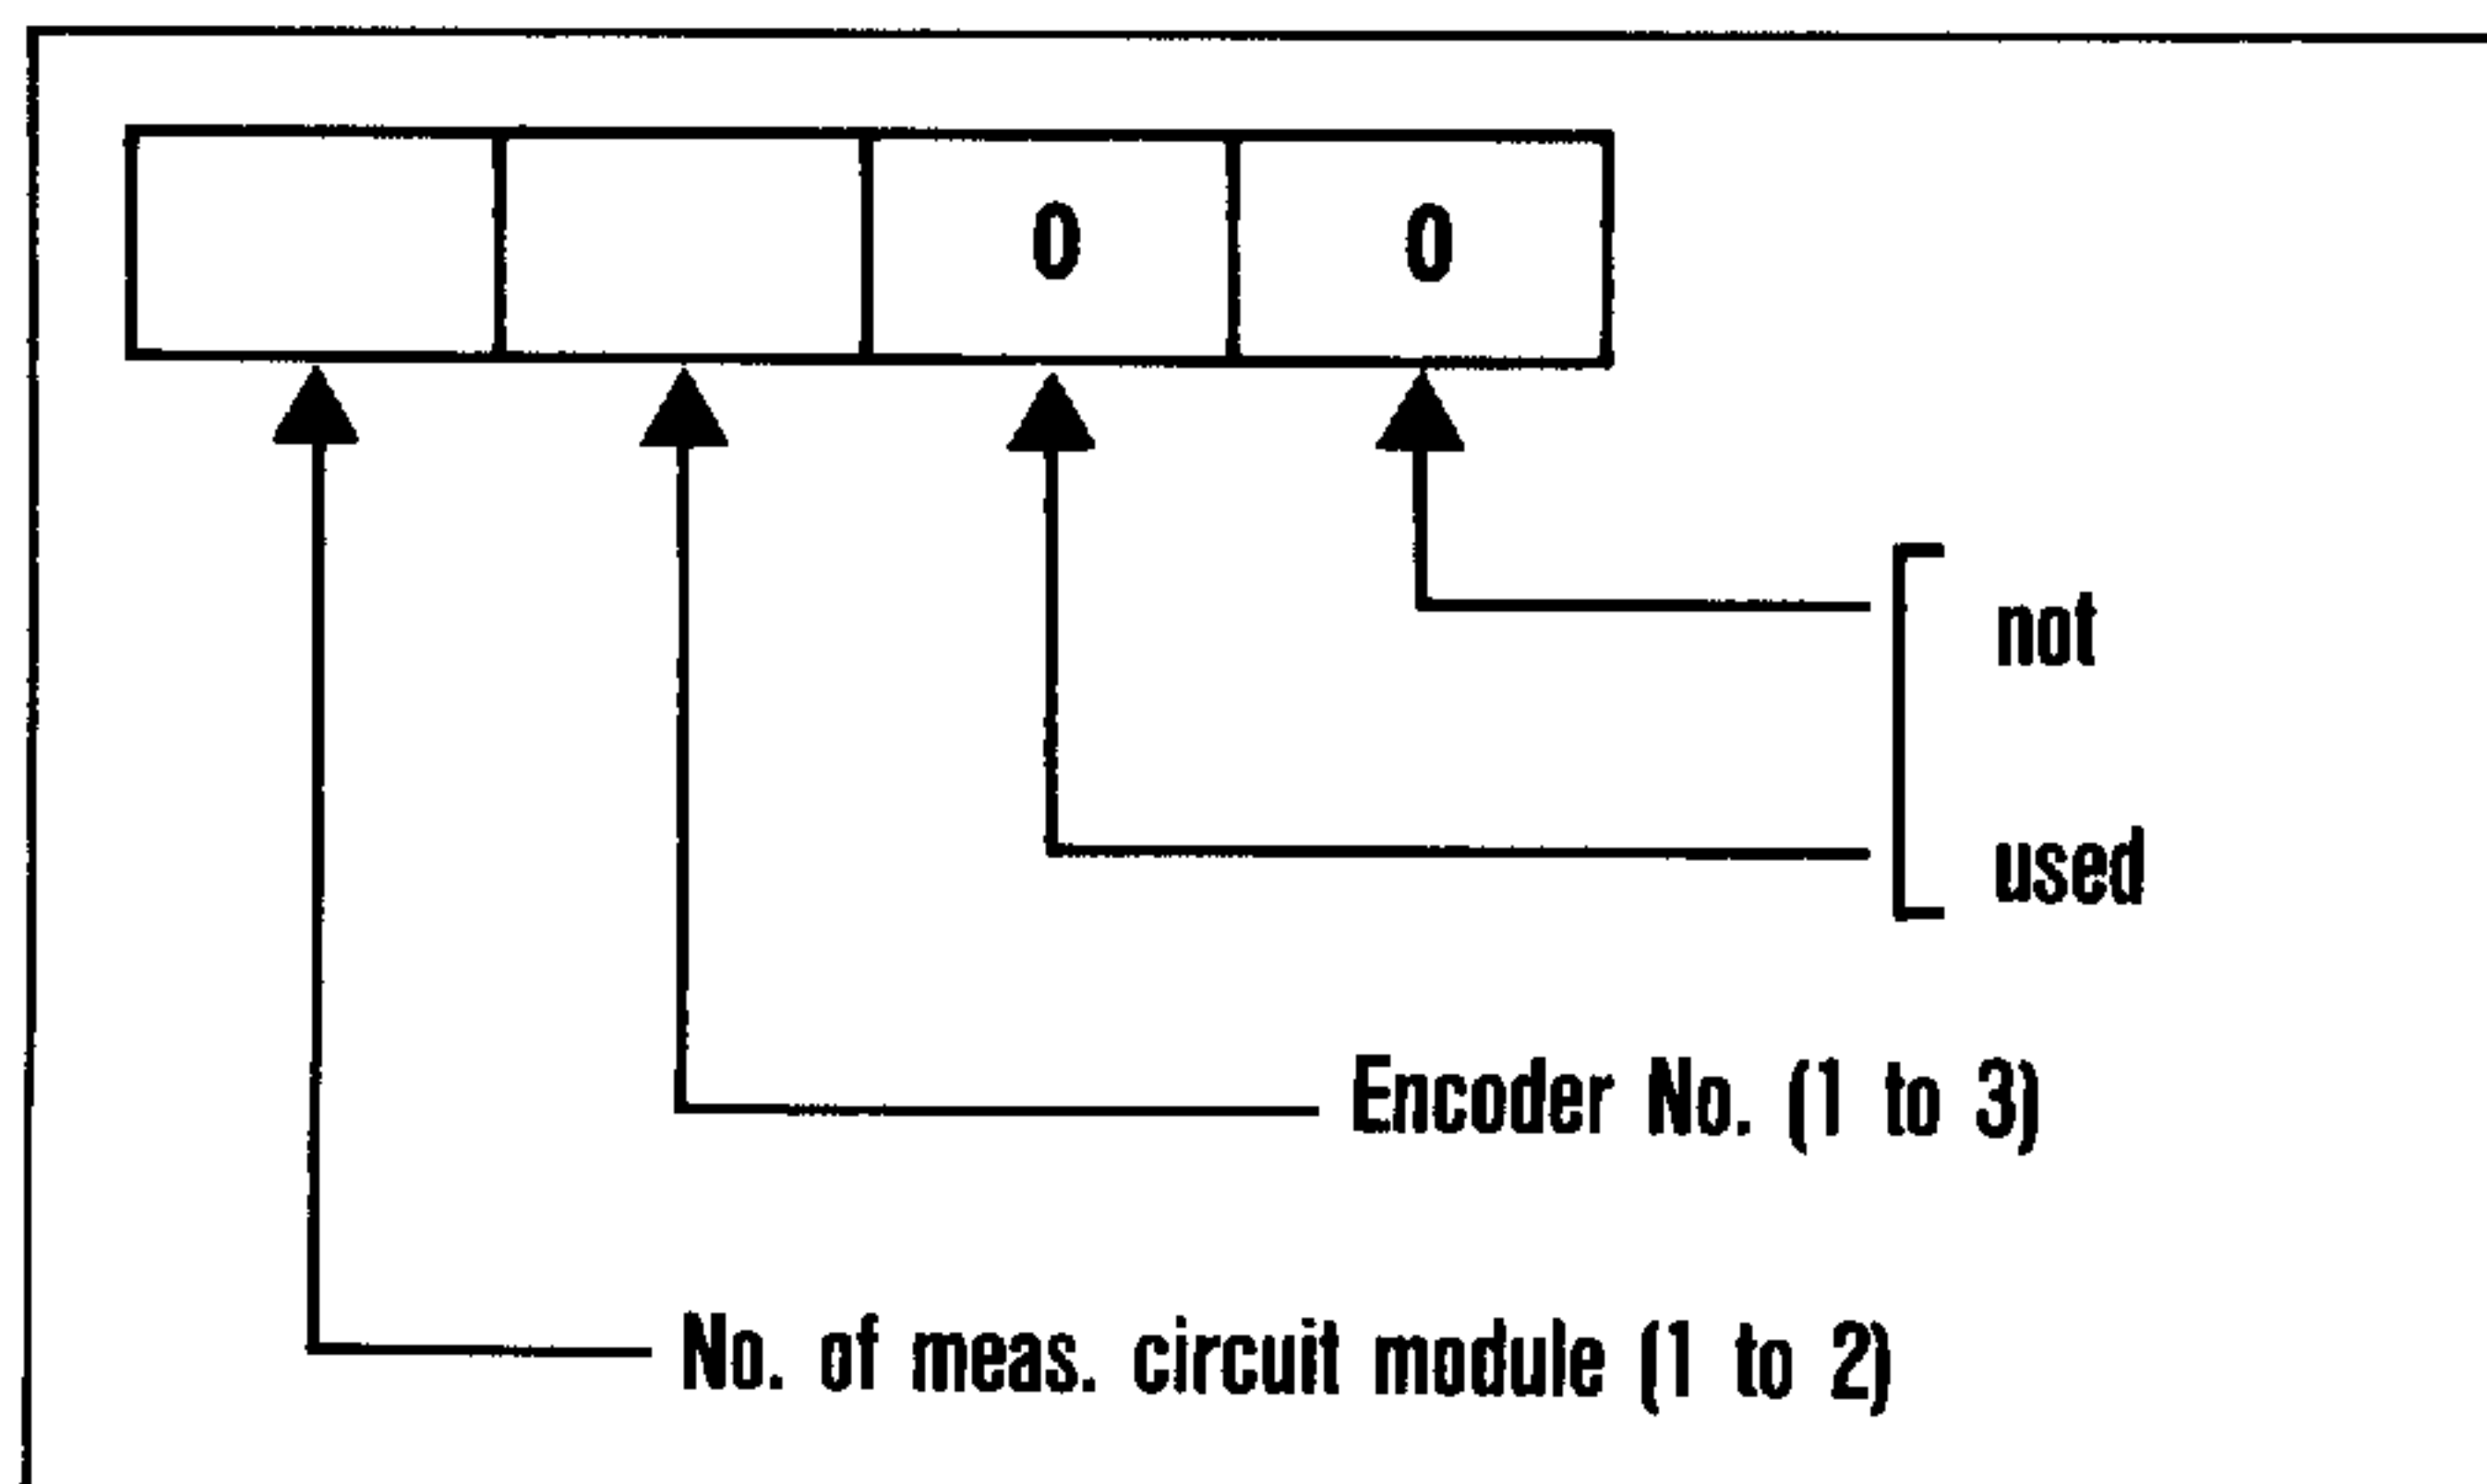 0 0
not
used
Encoder No. (1 to 3)
No. of meas. circuit module (1 to 2)